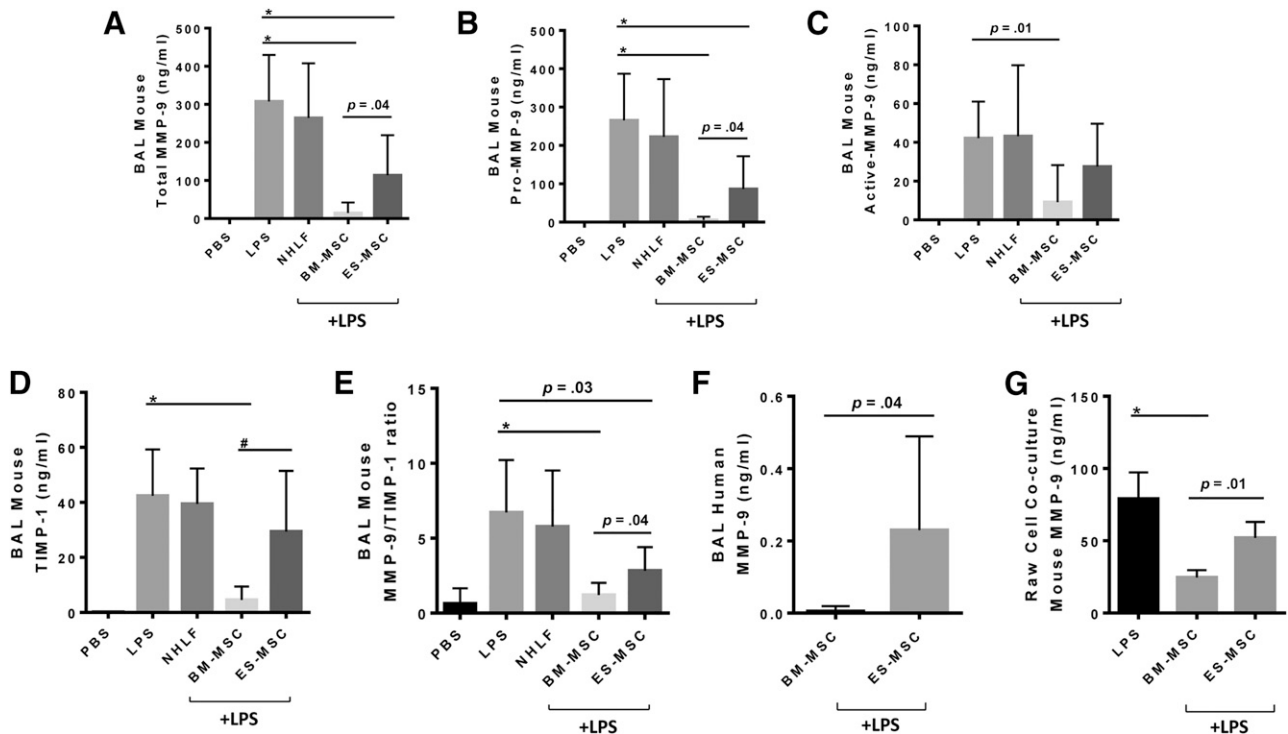 A
BAL Mouse
Total MMP-9 (ng/ml)
500
400
300
200
100
0
*
*
p = .04
PBS
LPS
NHLF
BM-MSC
ES-MSC
+LPS
B
BAL Mouse
Pro-MMP-9 (ng/ml)
500
400
300
200
100
0
*
*
p = .04
PBS
LPS
NHLF
BM-MSC
ES-MSC
+LPS
C
BAL Mouse
Active-MMP-9 (ng/ml)
100
80
60
40
20
0
p = .01
PBS
LPS
NHLF
BM-MSC
ES-MSC
+LPS
D
BAL Mouse
TIMP-1 (ng/ml)
80
60
40
20
0
*
#
PBS
LPS
NHLF
BM-MSC
ES-MSC
+LPS
E
BAL Mouse
MMP-9/TIMP-1 ratio
15
10
5
0
p = .03
*
p = .04
PBS
LPS
NHLF
BM-MSC
ES-MSC
+LPS
F
BAL Human
MMP-9 (ng/ml)
0.6
0.4
0.2
0.0
p = .04
BM-MSC
ES-MSC
+LPS
G
Raw Cell Co-culture
Mouse MMP-9 (ng/ml)
150
100
50
0
*
p = .01
LPS
BM-MSC
ES-MSC
+LPS